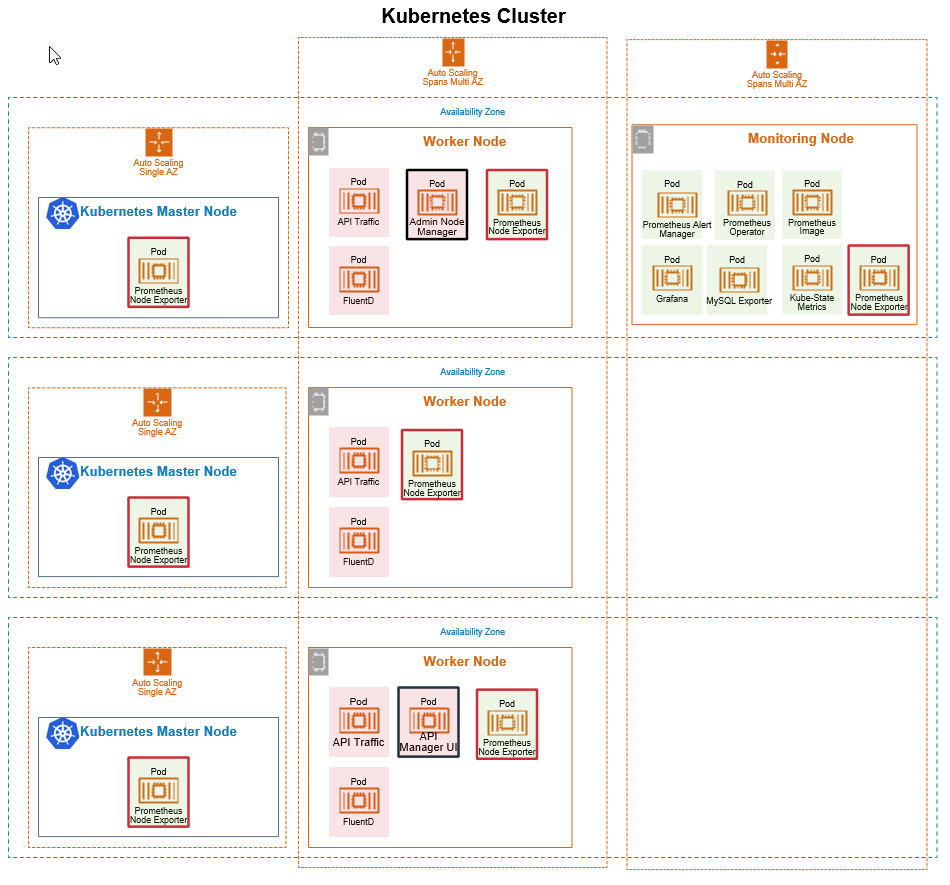 Kubernetes Cluster
Auto Scaling
Spans Multi AZ
Auto Scaling
Spans Multi AZ
Availability Zone
Auto Scaling
Single AZ
Kubernetes Master Node
Pod
Prometheus
Node Exporter
Worker Node
Pod
API Traffic
Pod
Admin Node
Manager
Pod
Prometheus
Node Exporter
Pod
FluentD
Monitoring Node
Pod
Prometheus Alert
Manager
Pod
Prometheus
Operator
Pod
Prometheus
Image
Pod
Grafana
Pod
MySQL Exporter
Pod
Kube-State
Metrics
Pod
Prometheus
Node Exporter
Availability Zone
Auto Scaling
Single AZ
Kubernetes Master Node
Pod
Prometheus
Node Exporter
Worker Node
Pod
API Traffic
Pod
Prometheus
Node Exporter
Pod
FluentD
Availability Zone
Auto Scaling
Single AZ
Kubernetes Master Node
Pod
Prometheus
Node Exporter
Worker Node
Pod
API Traffic
Pod
API
Manager UI
Pod
Prometheus
Node Exporter
Pod
FluentD